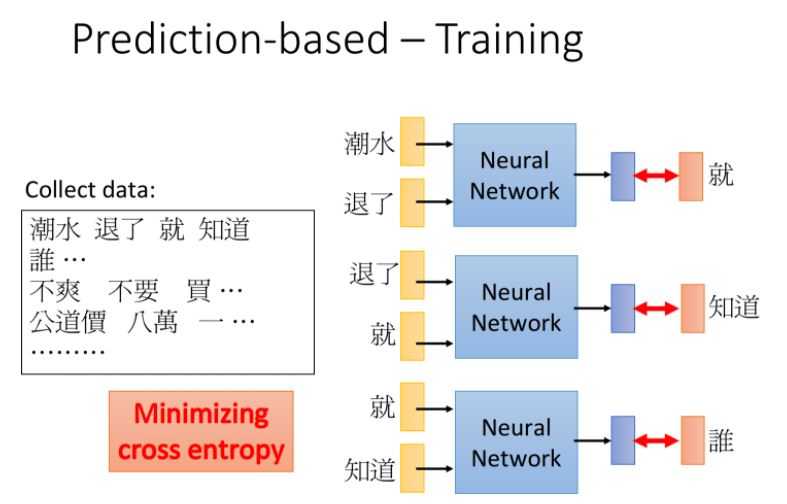 Prediction-based – Training
Collect data:
潮水 退了 就 知道
誰 …
不爽 不要 買 …
公道價 八萬 一 …
………
Minimizing
cross entropy
潮水
退了
Neural
Network
就
退了
就
Neural
Network
知道
就
知道
Neural
Network
誰